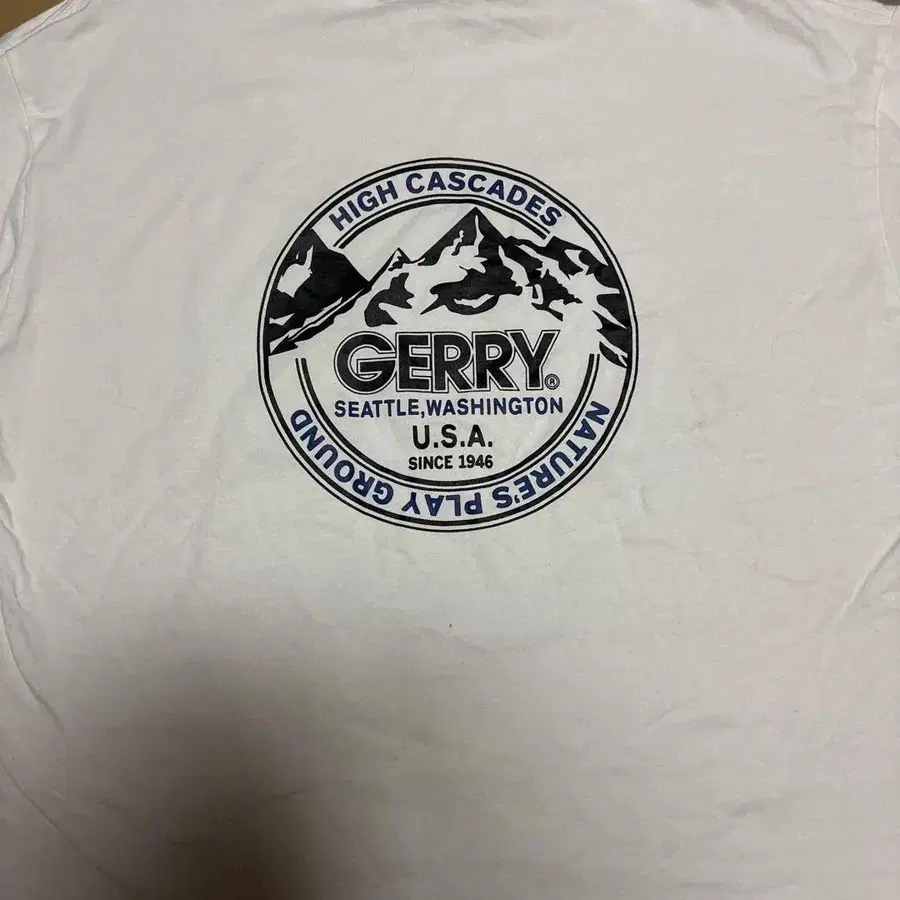 HIGH CASCADES
GERRY®
SEATTLE, WASHINGTON
U.S.A.
SINCE 1946
NATURE'S PLAY GROUND